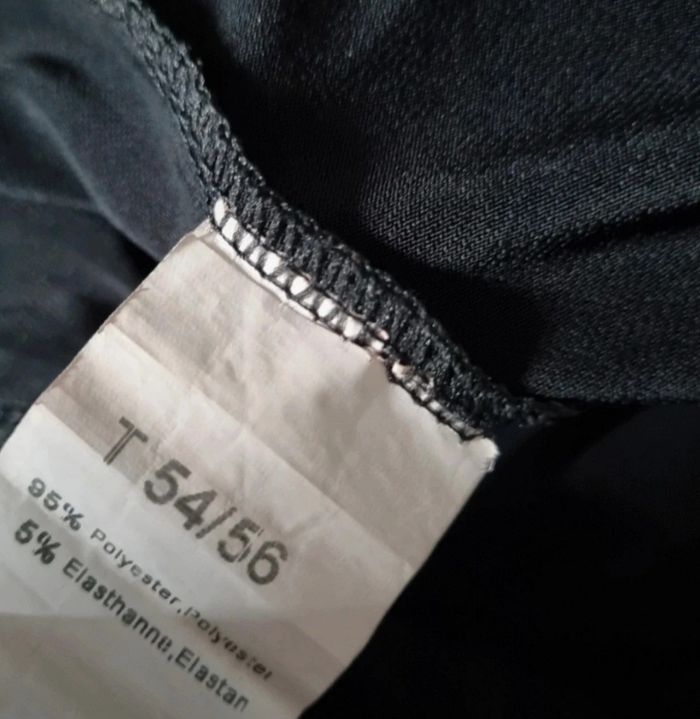 T 54/56
95% Polyester,Polyester
5% Elasthanne,Elastan